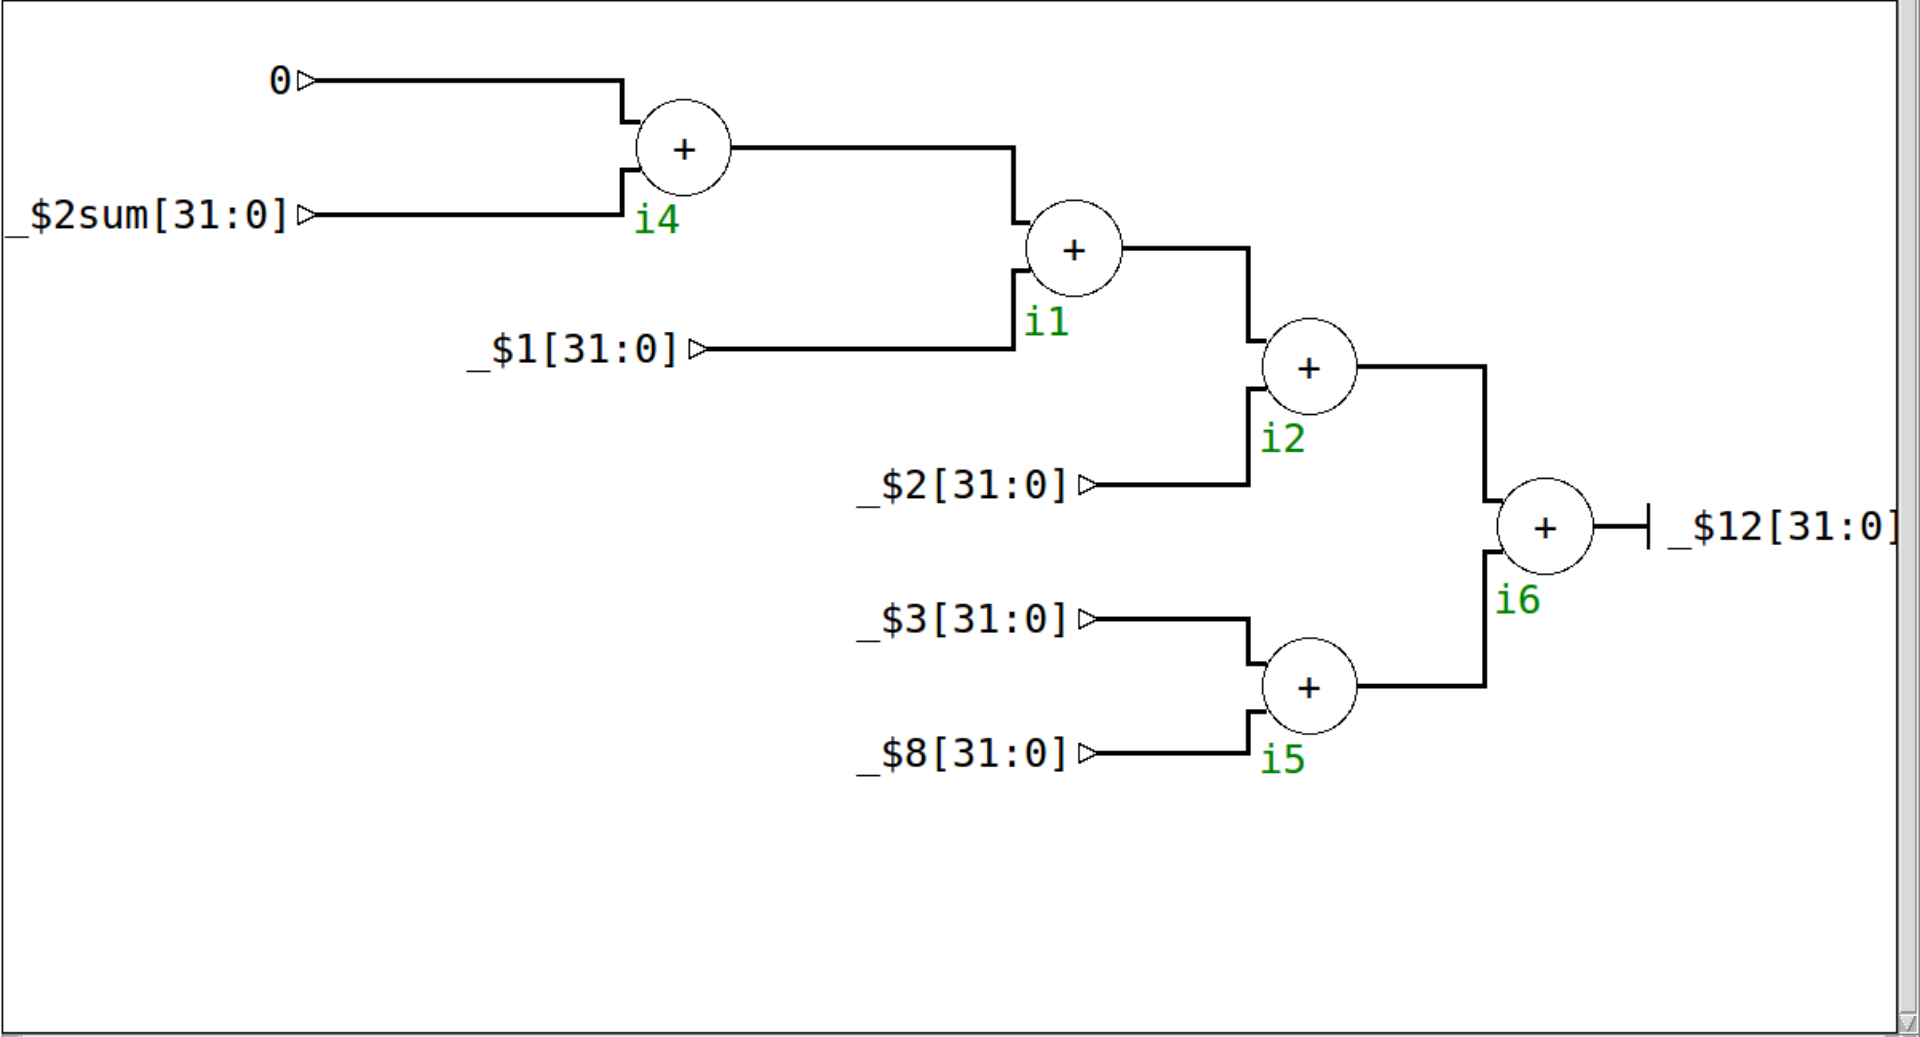 0
+
_$2sum[31:0]
i4
+
i1
_$1[31:0]
+
i2
_$2[31:0]
+
_$12[31:0]
i6
_$3[31:0]
+
_$8[31:0]
i5